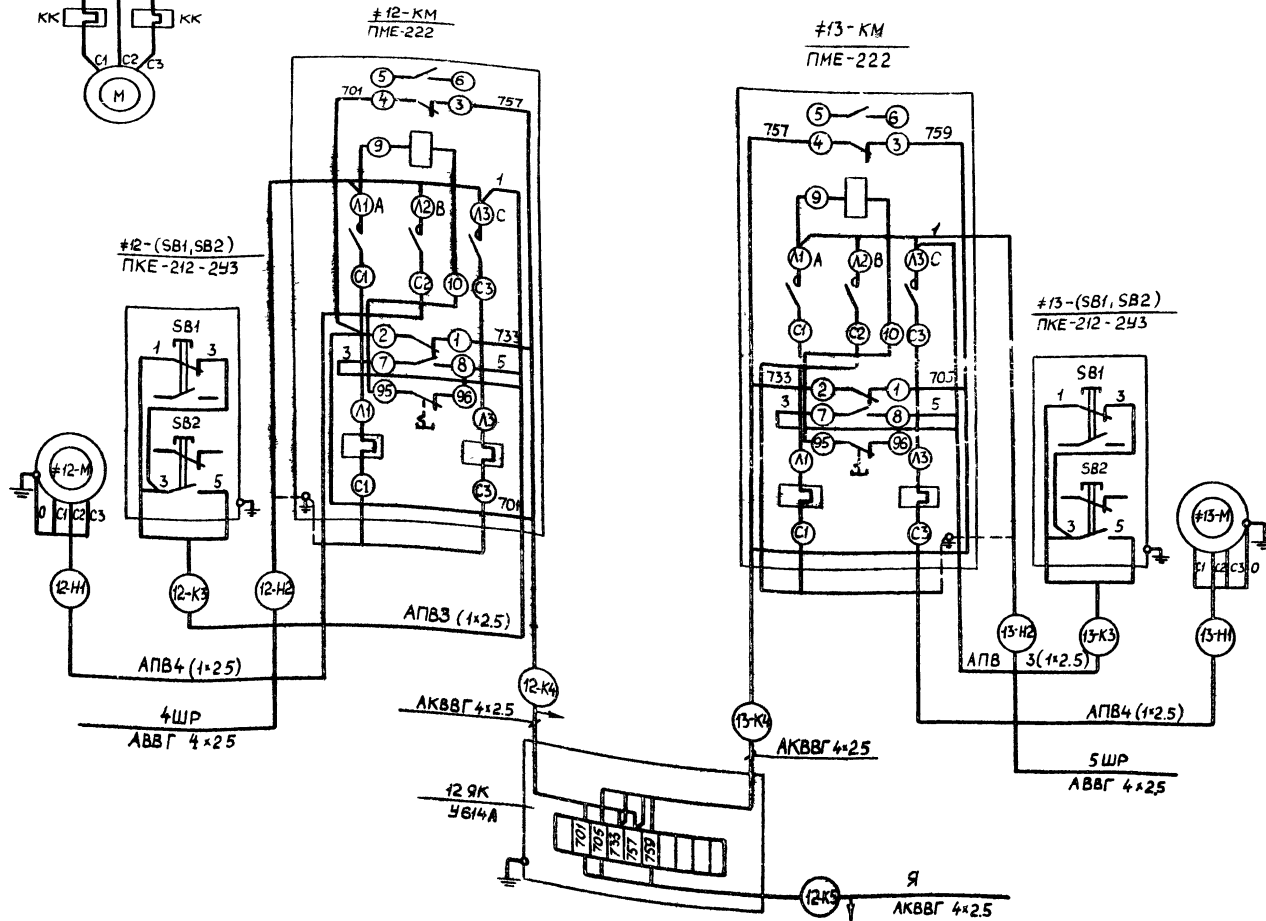 КК
КК
С1 С2 С3
М
#12-КМ
ПМЕ-222
5 6
701 4 3 757
9
1
Л1 А Л2 В Л3 С
С1 С2 10 С3
2 1 733
3 7 8 5
95 96
Л1 Л3
С1 С3
701
#12-(SB1,SB2)
ПКЕ-212-2У3
SB1
1 3
SB2
3 5
#12-М
0 С1 С2 С3
12-Н1
12-К3
12-Н2
АПВ3 (1×2.5)
АПВ4 (1×25)
4ШР
АВВГ 4×25
#13-КМ
ПМЕ-222
5 6
757 4 3 759
9
1
Л1 А Л2 В Л3 С
С1 С2 10 С3
733 2 1 705
3 7 8 5
95 96
Л1 Л3
С1 С3
#13-(SB1, SB2)
ПКЕ-212-2У3
SB1
1 3
SB2
3 5
#13-М
С1 С2 С3 0
13-Н2
13-К3
13-Н1
АПВ 3(1×2.5)
АПВ4 (1×2.5)
5ШР
АВВГ 4×2,5
12-К4
АКВВГ 4×2.5
13-К4
АКВВГ 4×25
12ЯК
У614А
701 705 733 757 759
12-К5
Я
АКВВГ 4×2.5